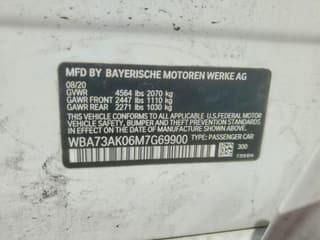 MFD BY BAYERISCHE MOTOREN WERKE AG
08/20
GVWR 4564 lbs 2070 kg
GAWR FRONT 2447 lbs 1110 kg
GAWR REAR 2271 lbs 1030 kg
THIS VEHICLE CONFORMS TO ALL APPLICABLE U.S. FEDERAL MOTOR
VEHICLE SAFETY, BUMPER, AND THEFT PREVENTION STANDARDS
IN EFFECT ON THE DATE OF MANUFACTURE SHOWN ABOVE.
WBA73AK06M7G69900 TYPE: PASSENGER CAR
300